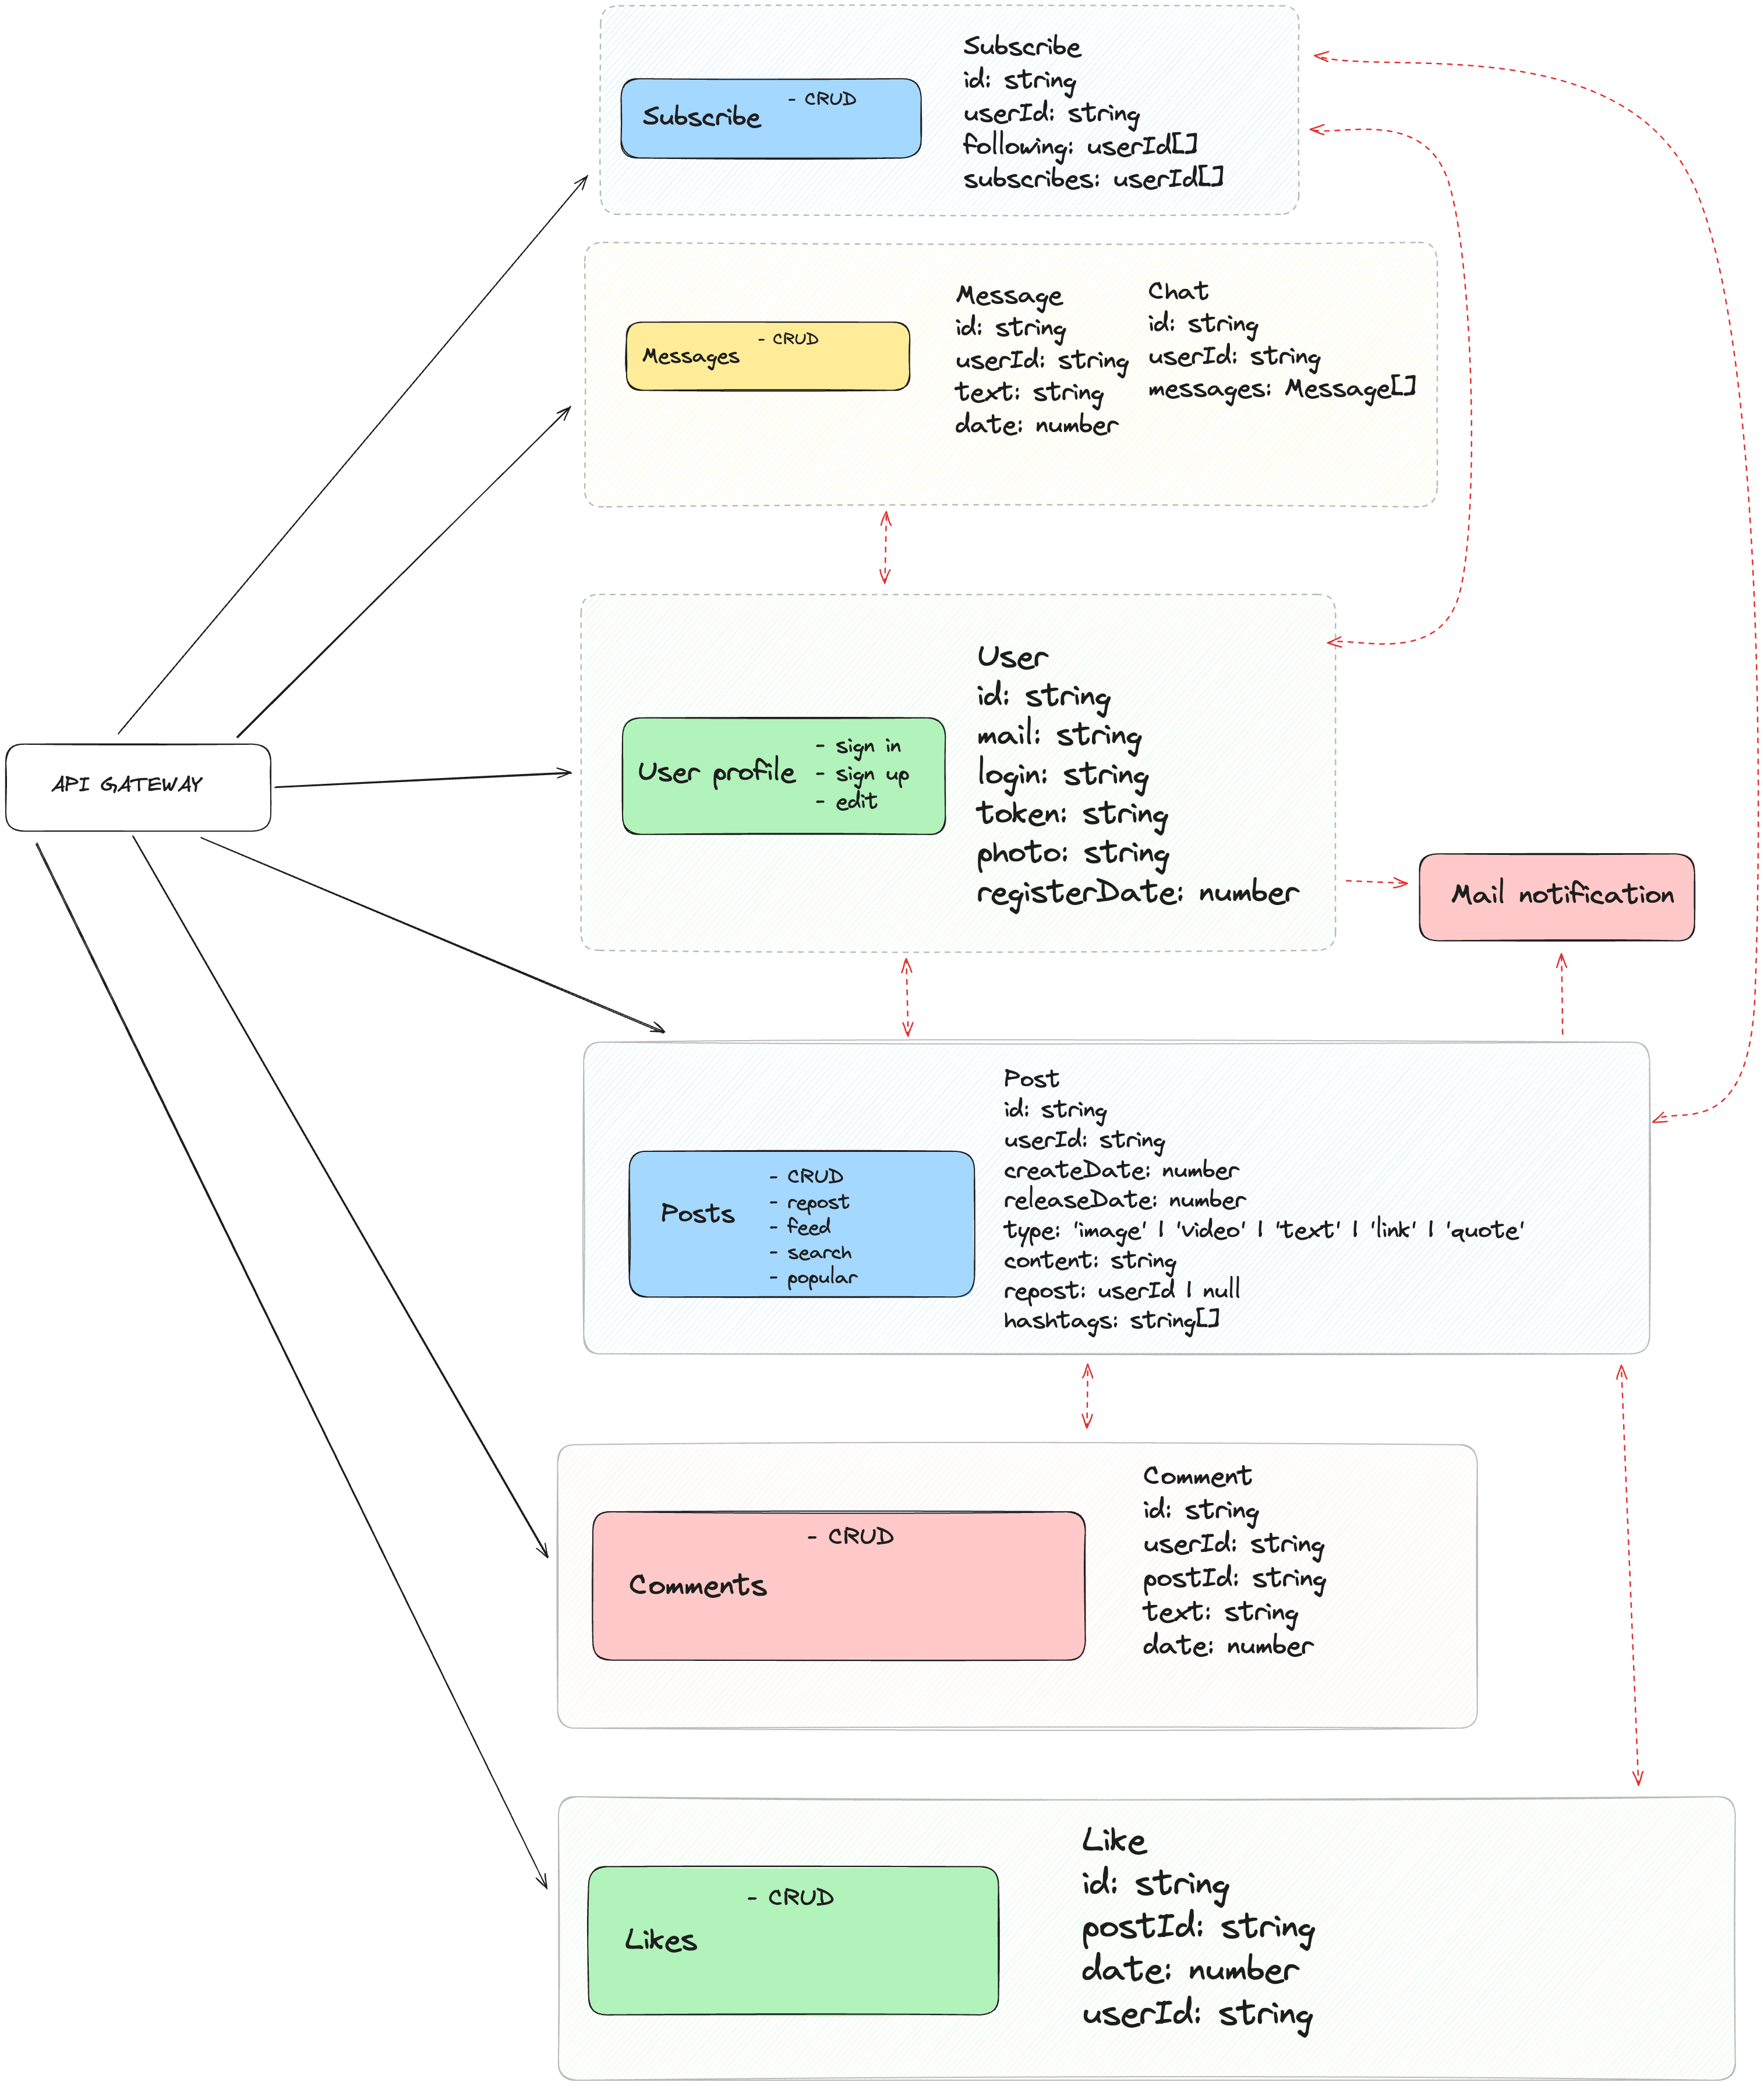 Subscribe
- CRUD
Subscribe
id: string
userId: string
following: userId[]
subscribes: userId[]
Messages
- CRUD
Message
id: string
userId: string
text: string
date: number
Chat
id: string
userId: string
messages: Message[]
API GATEWAY
User profile
- sign in
- sign up
- edit
User
id: string
mail: string
login: string
token: string
photo: string
registerDate: number
Mail notification
Posts
- CRUD
- repost
- feed
- search
- popular
Post
id: string
userId: string
createDate: number
releaseDate: number
type: 'image' | 'video' | 'text' | 'link' | 'quote'
content: string
repost: userId | null
hashtags: string[]
Comments
- CRUD
Comment
id: string
userId: string
postId: string
text: string
date: number
Likes
- CRUD
Like
id: string
postId: string
date: number
userId: string